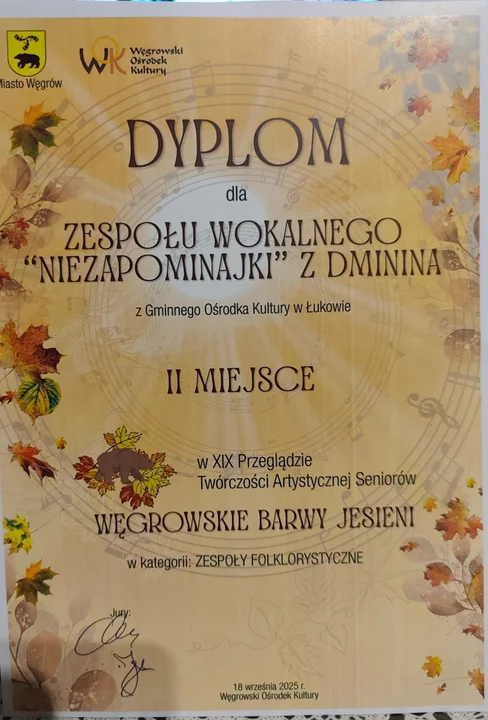 Miasto Węgrów
WOK Węgrowski
Ośrodek
Kultury
DYPLOM
dla
ZESPOŁU WOKALNEGO
“NIEZAPOMINAJKI” Z DMININA
z Gminnego Ośrodka Kultury w Łukowie
II MIEJSCE
w XIX Przeglądzie
Twórczości Artystycznej Seniorów
WĘGROWSKIE BARWY JESIENI
w kategorii: ZESPOŁY FOLKLORYSTYCZNE
Jury:
18 września 2025 r.
Węgrowski Ośrodek Kultury